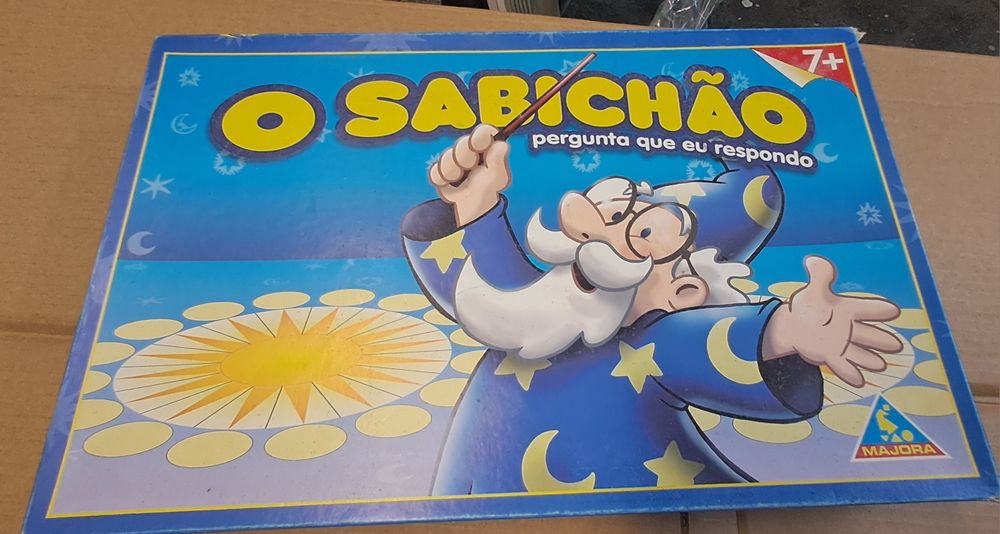 7+
O SABICHÃO
pergunta que eu respondo
MAJORA